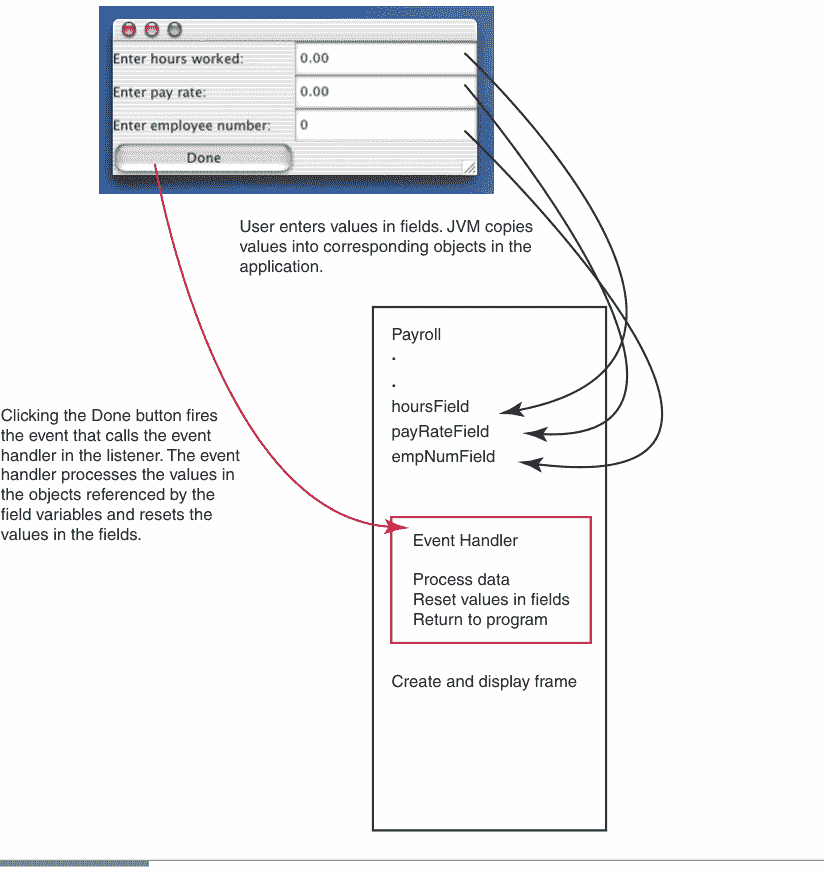 Enter hours worked:
0.00
Enter pay rate:
0.00
Enter employee number:
0
Done
User enters values in fields. JVM copies
values into corresponding objects in the
application.
Payroll
.
.
hoursField
payRateField
empNumField
Clicking the Done button fires
the event that calls the event
handler in the listener. The event
handler processes the values in
the objects referenced by the
field variables and resets the
values in the fields.
Event Handler
Process data
Reset values in fields
Return to program
Create and display frame